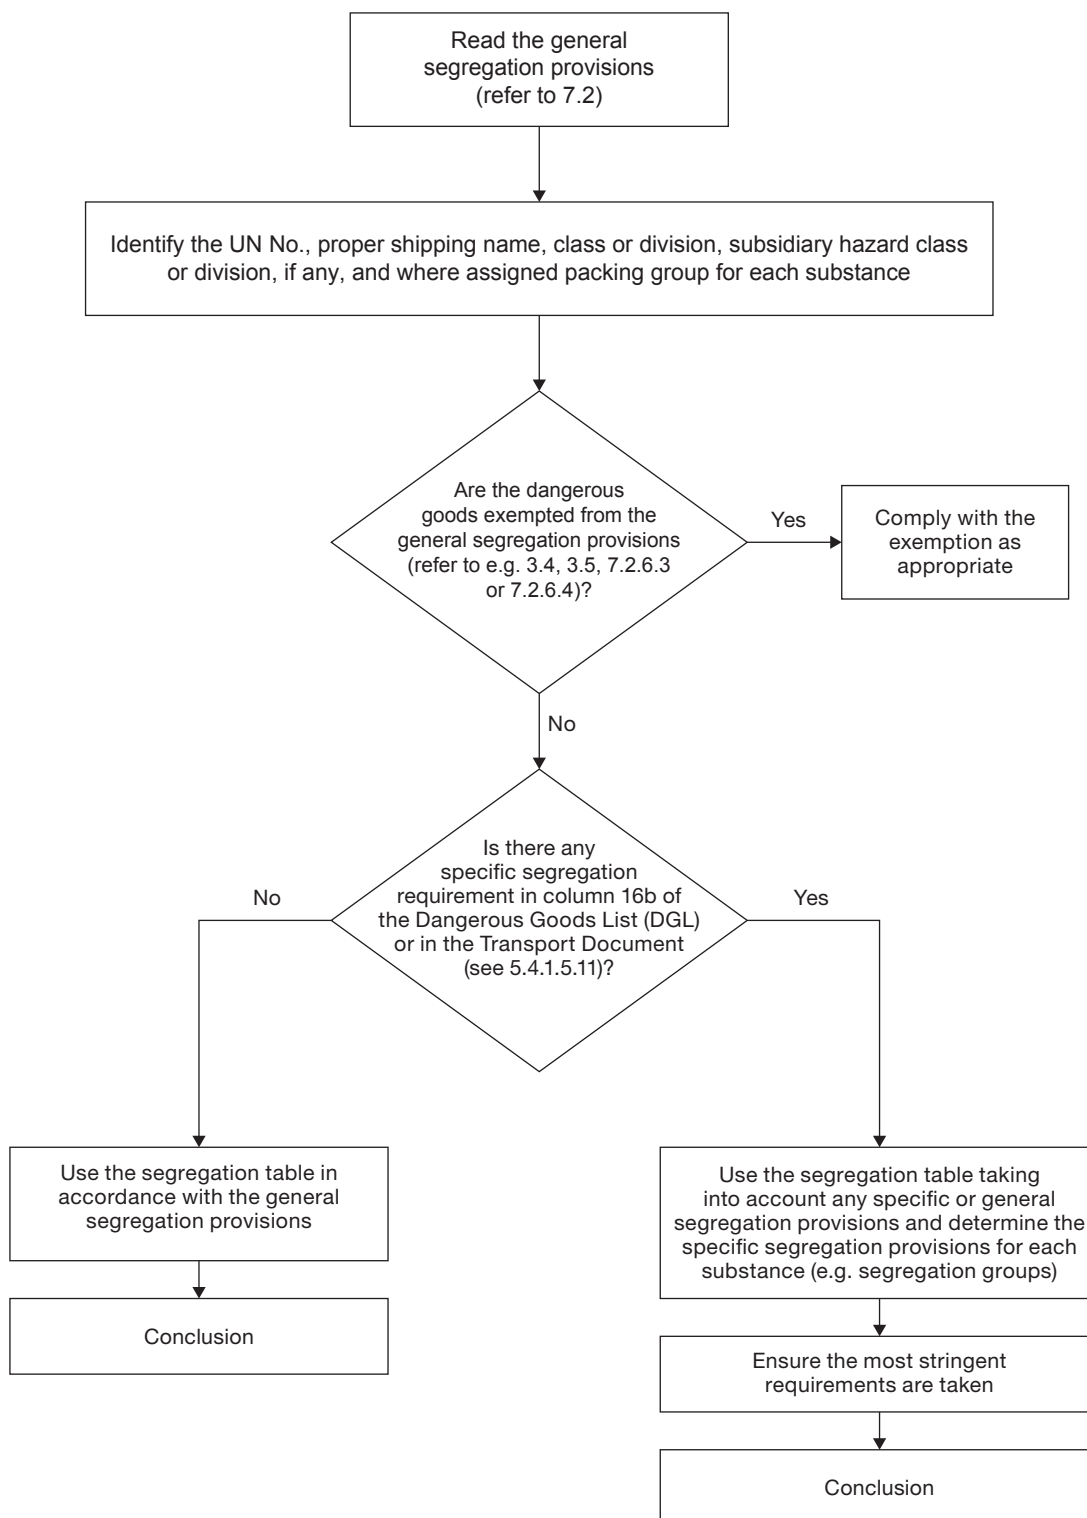 Read the general
segregation provisions
(refer to 7.2)
Identify the UN No., proper shipping name, class or division, subsidiary hazard class
or division, if any, and where assigned packing group for each substance
Are the dangerous
goods exempted from the
general segregation provisions
(refer to e.g. 3.4, 3.5, 7.2.6.3
or 7.2.6.4)?
Yes
Comply with the
exemption as
appropriate
No
Is there any
specific segregation
requirement in column 16b of
the Dangerous Goods List (DGL)
or in the Transport Document
(see 5.4.1.5.11)?
No
Yes
Use the segregation table in
accordance with the general
segregation provisions
Conclusion
Use the segregation table taking
into account any specific or general
segregation provisions and determine the
specific segregation provisions for each
substance (e.g. segregation groups)
Ensure the most stringent
requirements are taken
Conclusion